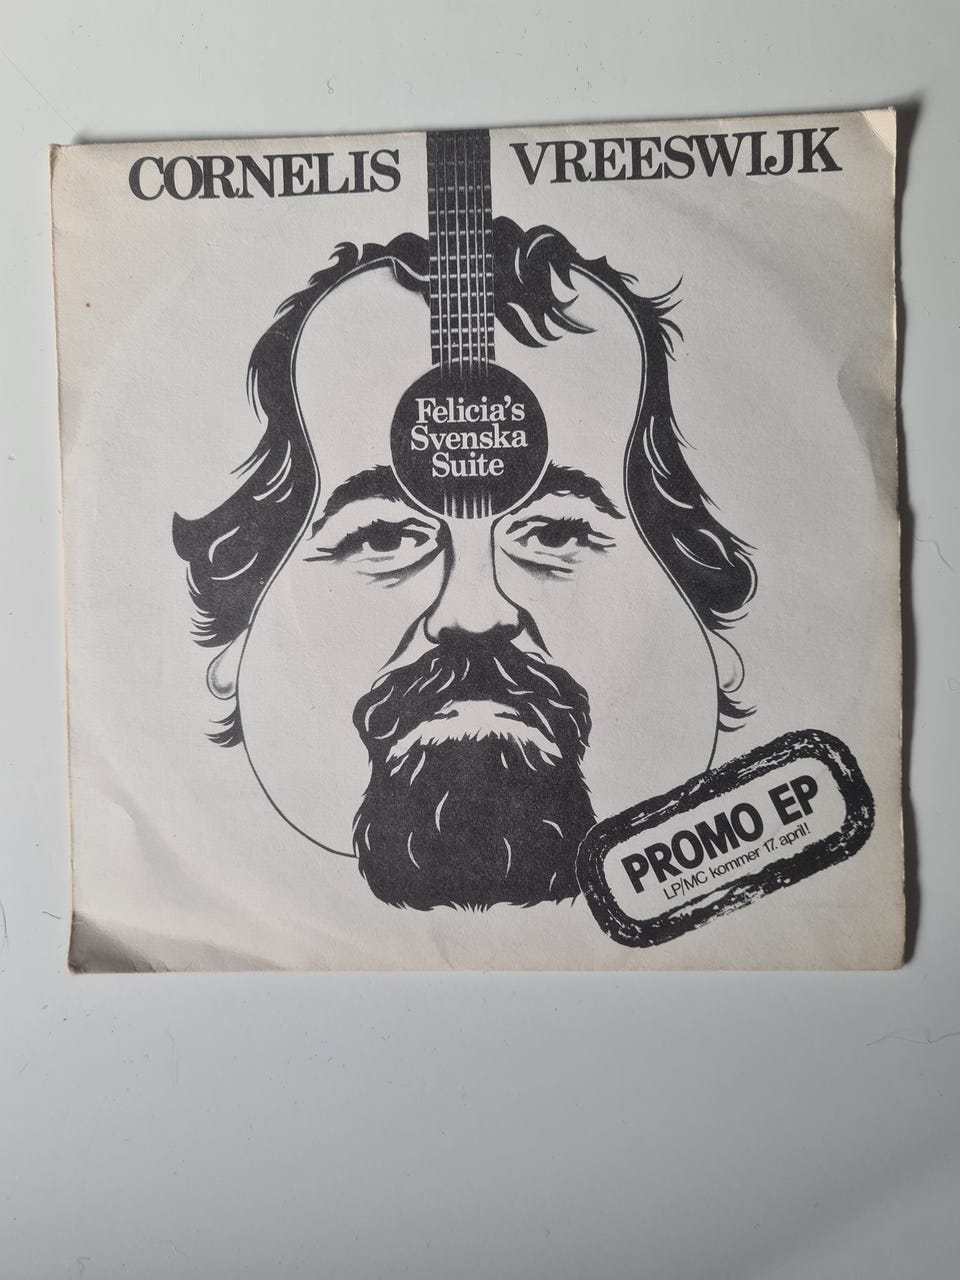 CORNELIS VREESWIJK
Felicia's
Svenska
Suite
PROMO EP
LP/MC kommer 17. april!